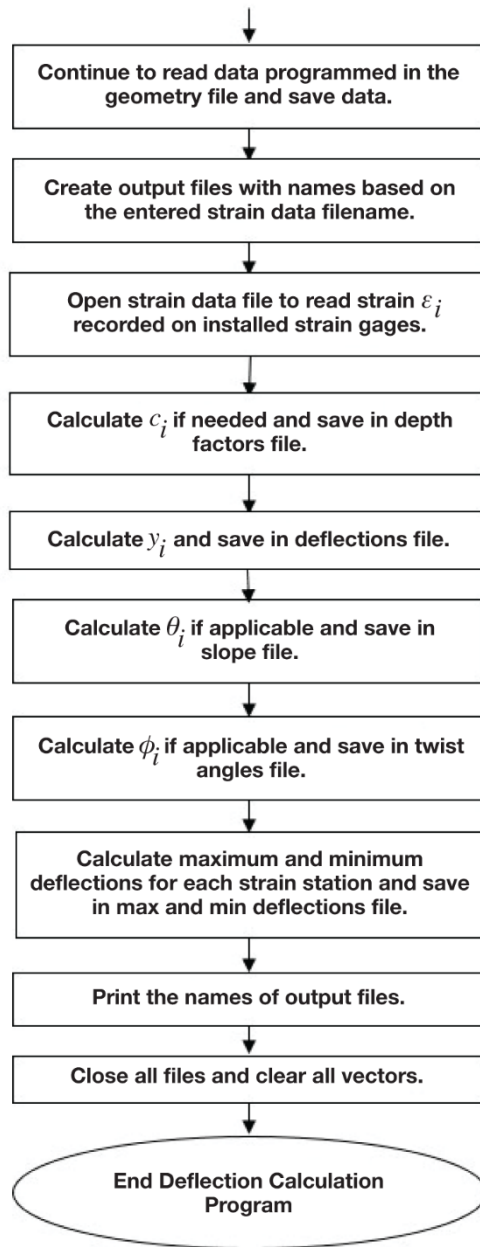 Continue to read data programmed in the
geometry file and save data.
Create output files with names based on
the entered strain data filename.
Open strain data file to read strain εi
recorded on installed strain gages.
Calculate ci if needed and save in depth
factors file.
Calculate yi and save in deflections file.
Calculate θi if applicable and save in
slope file.
Calculate ϕi if applicable and save in twist
angles file.
Calculate maximum and minimum
deflections for each strain station and save
in max and min deflections file.
Print the names of output files.
Close all files and clear all vectors.
End Deflection Calculation
Program